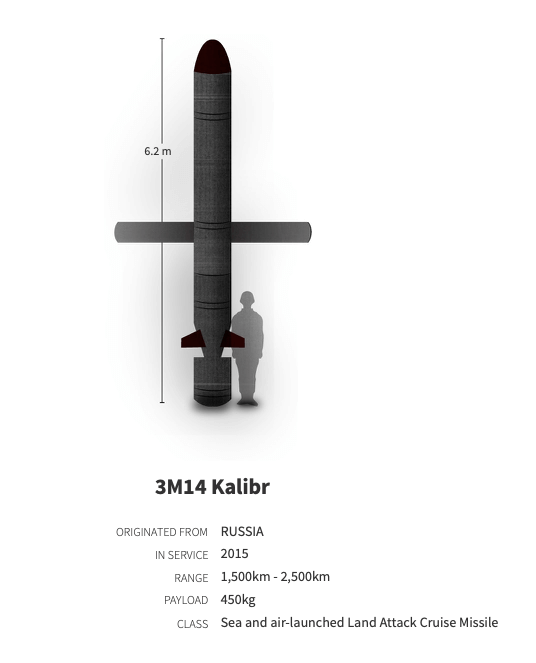 6.2 m
3M14 Kalibr
ORIGINATED FROM RUSSIA
IN SERVICE 2015
RANGE 1,500km - 2,500km
PAYLOAD 450kg
CLASS Sea and air-launched Land Attack Cruise Missile